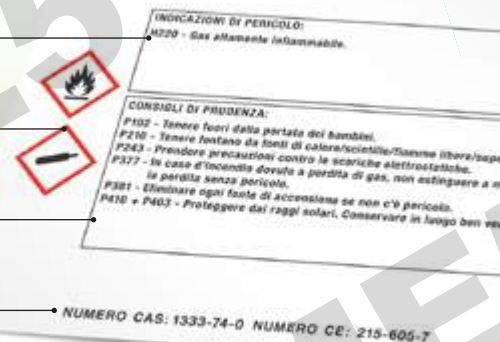 INDICAZIONI DI PERICOLO:
H220 - Gas altamente infiammabile.
CONSIGLI DI PRUDENZA:
P102 - Tenere fuori dalla portata dei bambini.
P210 - Tenere lontano da fonti di calore/scintille/fiamme libere/
P243 - Prendere precauzioni contro le scariche elettrostatiche.
P377 - In caso d'incendio dovuto a perdita di gas, non estinguere a
la perdita senza pericolo.
P381 - Eliminare ogni fonte di accensione se non c'è pericolo.
P410 + P403 - Proteggere dai raggi solari. Conservare in luogo ben
NUMERO CAS: 1333-74-0 NUMERO CE: 215-605-7